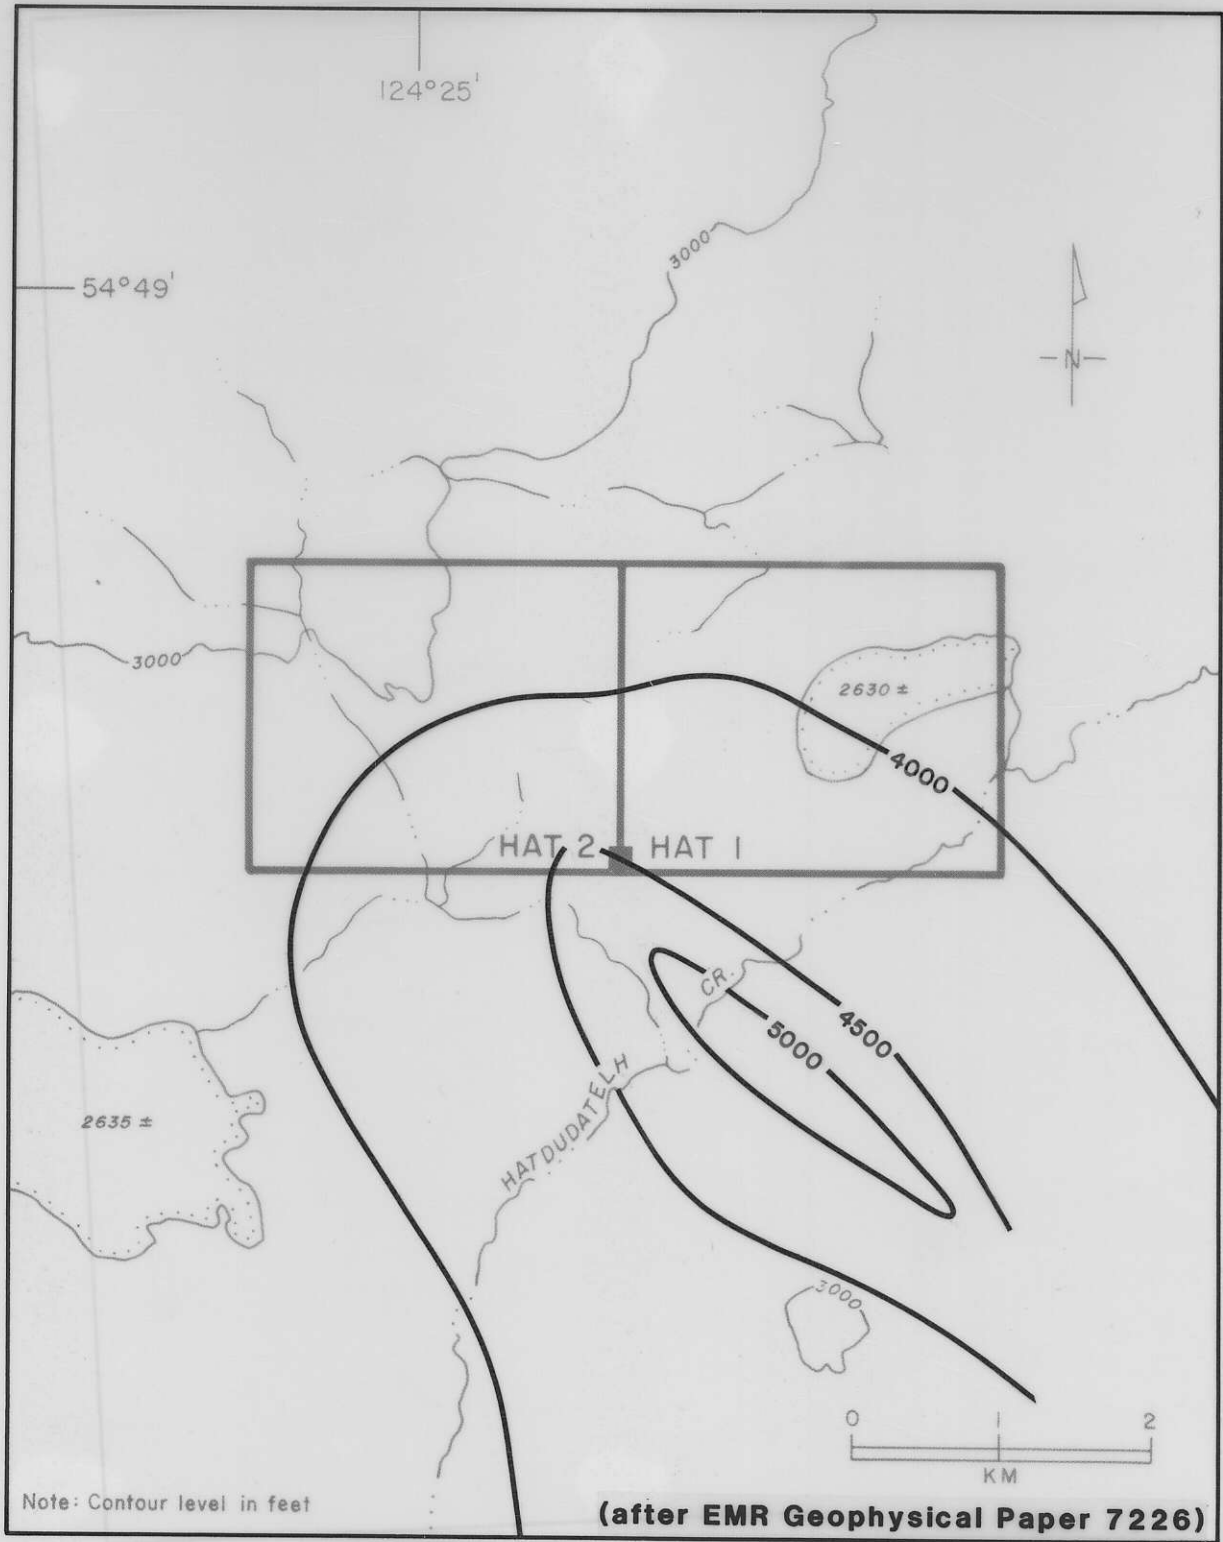 124°25'
3000
54°49'
N
3000
2630 ±
4000
HAT 2
HAT 1
CR.
4500
5000
HATDUDATELH
2635 ±
3000
0 1 2
KM
Note: Contour level in feet
(after EMR Geophysical Paper 7226)